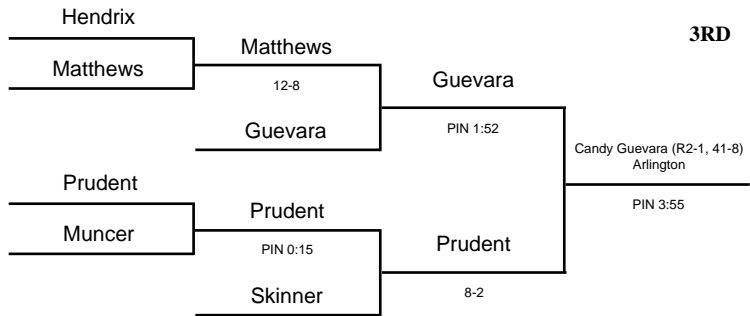 Hendrix
3RD
Matthews
Matthews
12-8
Guevara
Guevara
PIN 1:52
Candy Guevara (R2-1, 41-8)
Arlington
PIN 3:55
Prudent
Muncer
Prudent
PIN 0:15
Prudent
8-2
Skinner